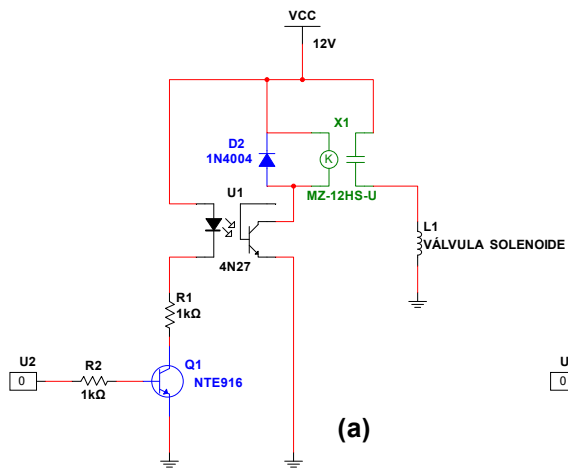 VCC
12V
X1
D2
1N4004
K
MZ-12HS-U
U1
L1
VÁLVULA SOLENOIDE
4N27
R1
1kΩ
U2
0
R2
1kΩ
Q1
NTE916
(a)
U
0